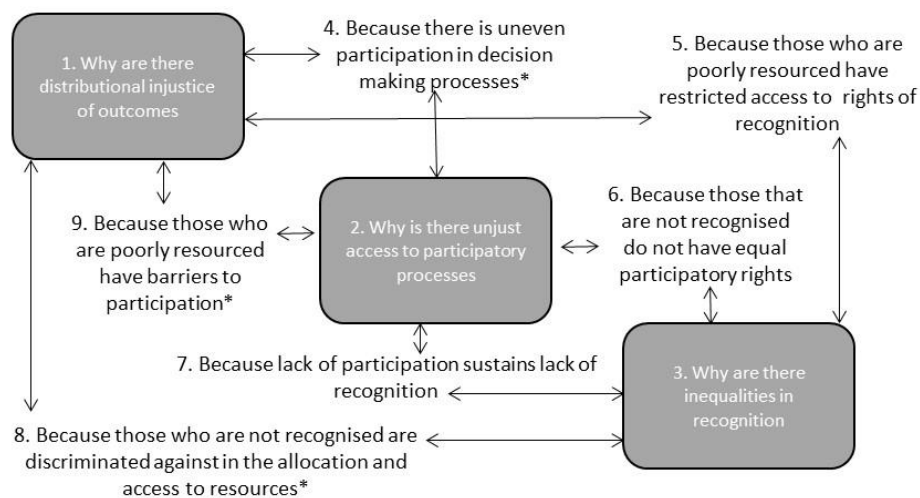 1. Why are there
distributional injustice
of outcomes
4. Because there is uneven
participation in decision
making processes*
5. Because those who are
poorly resourced have
restricted access to rights of
recognition
9. Because those who
are poorly resourced
have barriers to
participation*
2. Why is there unjust
access to participatory
processes
6. Because those that
are not recognised
do not have equal
participatory rights
7. Because lack of participation sustains lack of
recognition
3. Why are there
inequalities in
recognition
8. Because those who are not recognised are
discriminated against in the allocation and
access to resources*